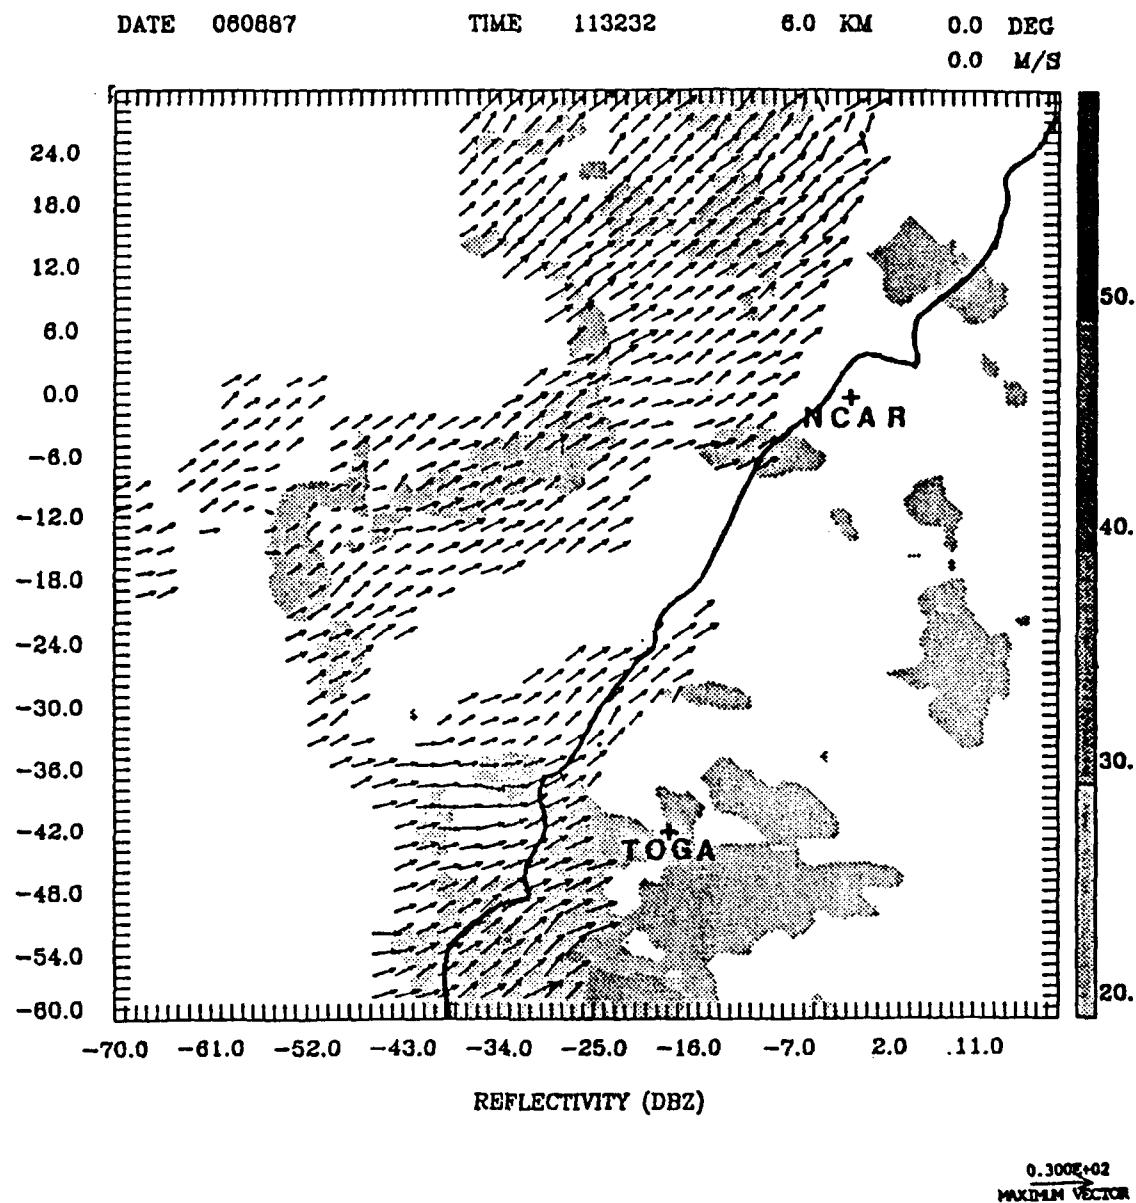 DATE 060887 TIME 113232 6.0 KM 0.0 DEG
0.0 M/S
24.0
18.0
12.0
6.0
0.0
-6.0
-12.0
-18.0
-24.0
-30.0
-36.0
-42.0
-48.0
-54.0
-60.0
NCAR
TOGA
50.
40.
30.
20.
-70.0 -61.0 -52.0 -43.0 -34.0 -25.0 -16.0 -7.0 2.0 .11.0
REFLECTIVITY (DBZ)
0.300E+02
MAXIMUM VECTOR